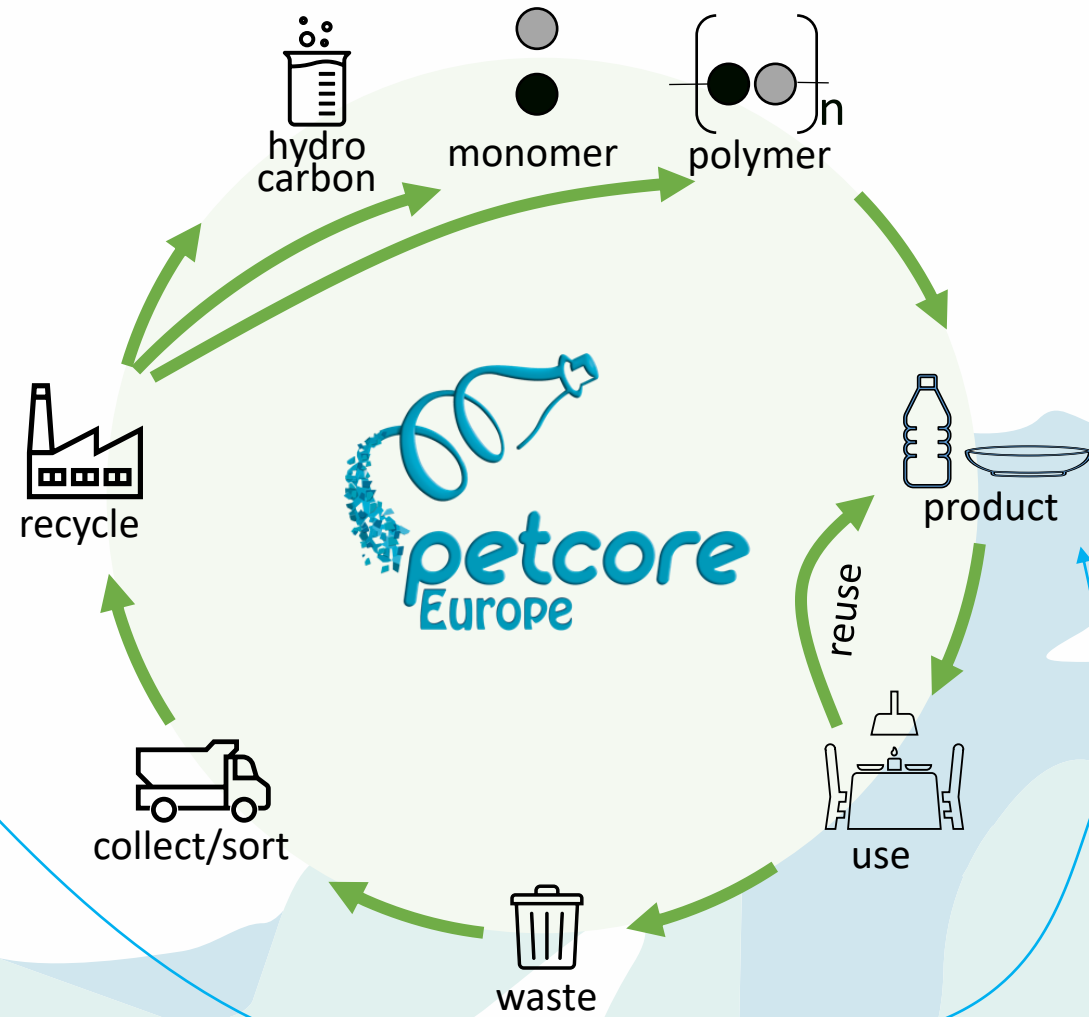 hydro
carbon
monomer
n
polymer
recycle
product
petcore
Europe
reuse
collect/sort
use
waste